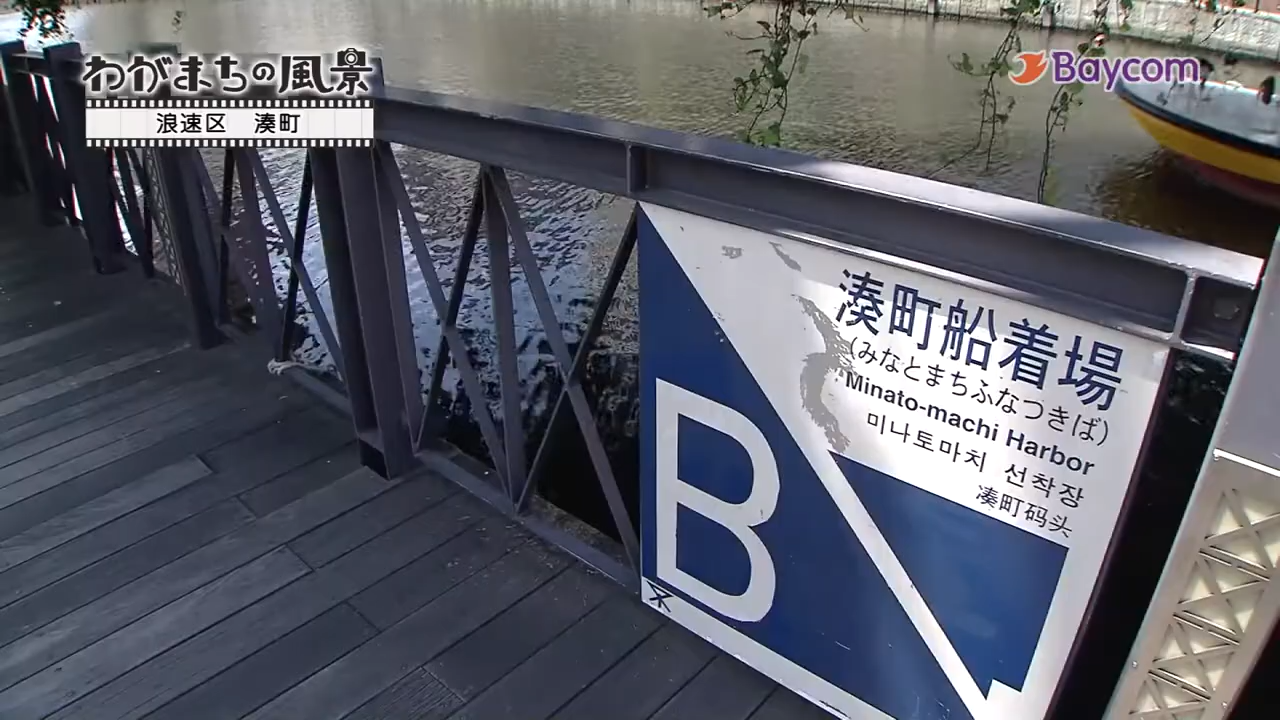 わがまちの風景
浪速区　湊町
Baycom
湊町船着場
(みなとまちふなつきば)
Minato-machi Harbor
미나토마치 선착장
凑町码头
B